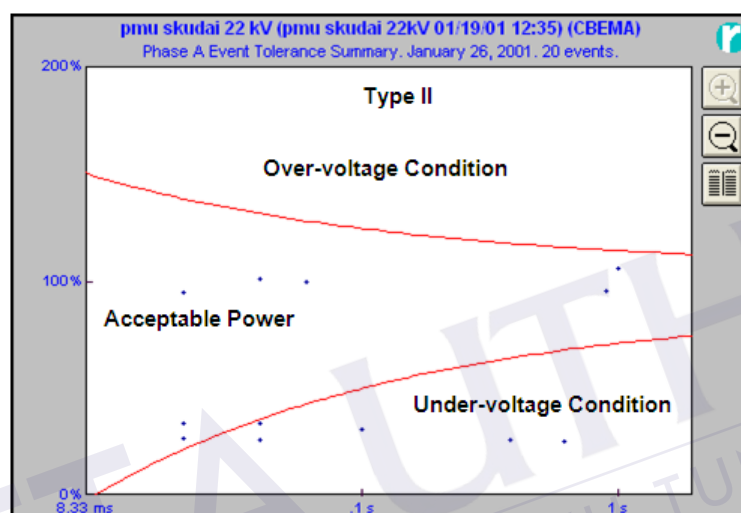 pmu skudai 22 kV (pmu skudai 22kV 01/19/01 12:35) (CBEMA)
Phase A Event Tolerance Summary. January 26, 2001. 20 events.
200%
Type II
Over-voltage Condition
100%
Acceptable Power
Under-voltage Condition
0%
8.33 ms
.1 s
1 s